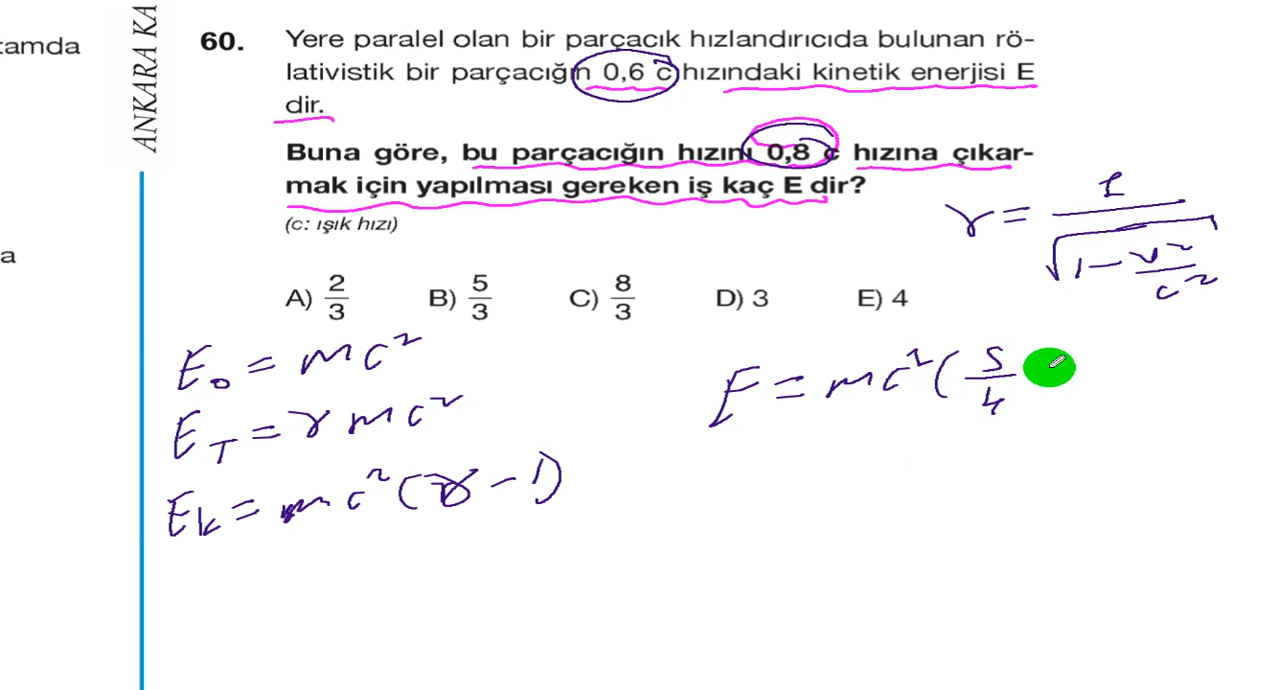 tamda
ANKARA KA
a
60. Yere paralel olan bir parçacık hızlandırıcıda bulunan rö-
lativistik bir parçacığın 0,6 c hızındaki kinetik enerjisi E
dir.
Buna göre, bu parçacığın hızını 0,8 c hızına çıkar-
mak için yapılması gereken iş kaç E dir?
(c: ışık hızı)
A) 2/3 B) 5/3 C) 8/3 D) 3 E) 4
γ = 1/√(1 - v²/c²)
E₀ = mc²
E_T = γmc²
E_k = mc²(γ - 1)
E = mc²(5/4